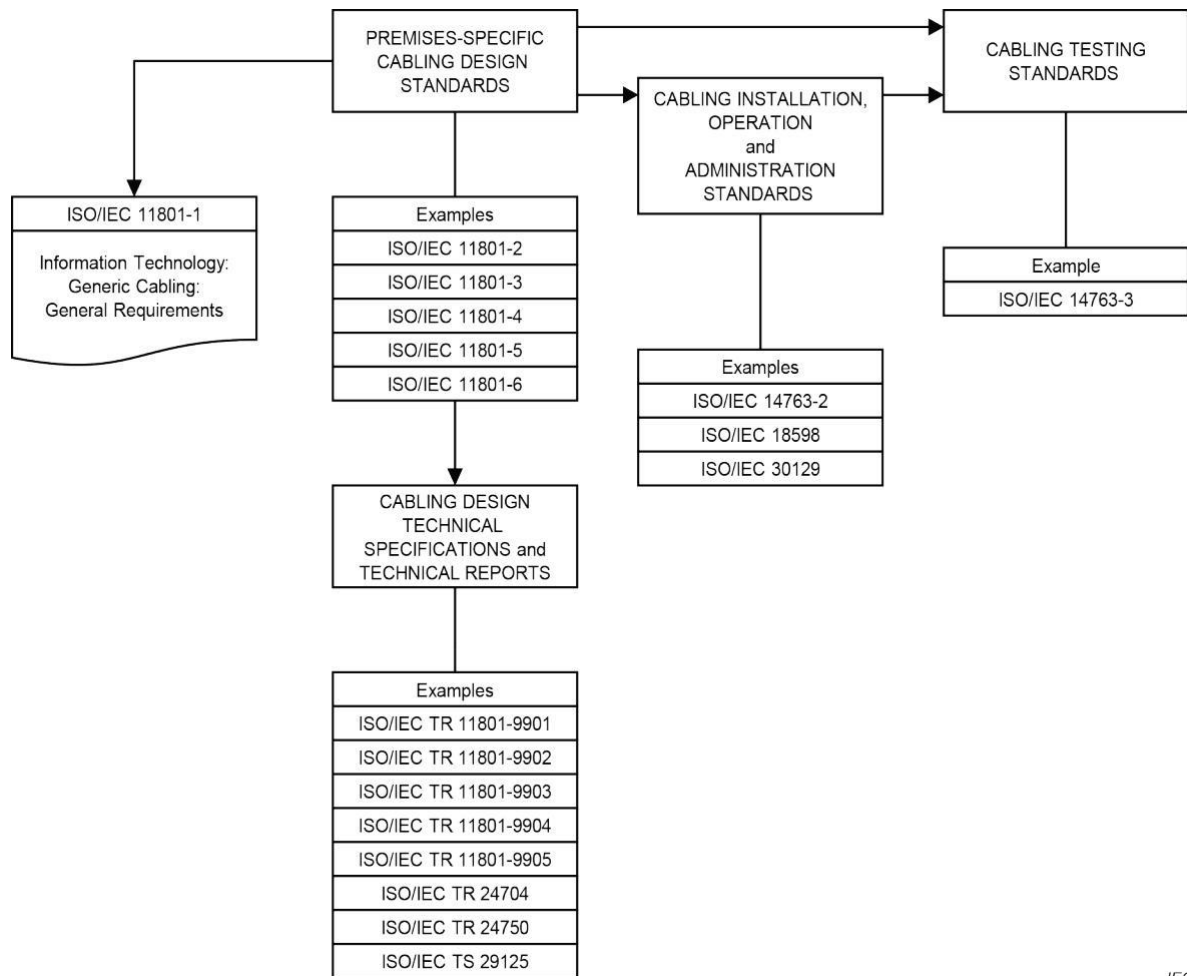 PREMISES-SPECIFIC
CABLING DESIGN
STANDARDS
CABLING TESTING
STANDARDS
CABLING INSTALLATION,
OPERATION
and
ADMINISTRATION
STANDARDS
ISO/IEC 11801-1
Information Technology:
Generic Cabling:
General Requirements
Examples
ISO/IEC 11801-2
ISO/IEC 11801-3
ISO/IEC 11801-4
ISO/IEC 11801-5
ISO/IEC 11801-6
Example
ISO/IEC 14763-3
Examples
ISO/IEC 14763-2
ISO/IEC 18598
ISO/IEC 30129
CABLING DESIGN
TECHNICAL
SPECIFICATIONS and
TECHNICAL REPORTS
Examples
ISO/IEC TR 11801-9901
ISO/IEC TR 11801-9902
ISO/IEC TR 11801-9903
ISO/IEC TR 11801-9904
ISO/IEC TR 11801-9905
ISO/IEC TR 24704
ISO/IEC TR 24750
ISO/IEC TS 29125